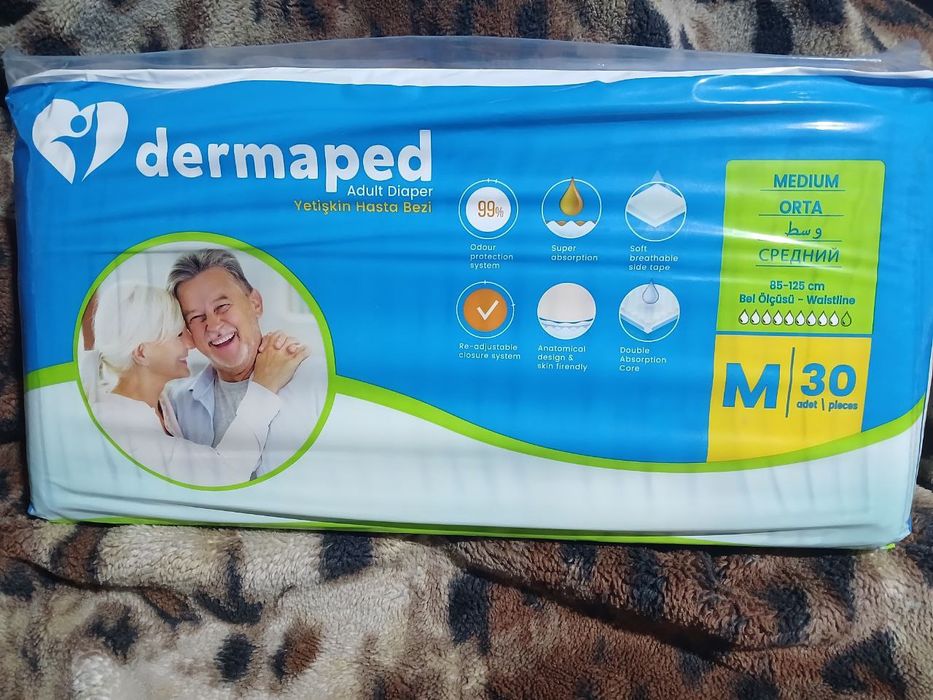 dermaped
Adult Diaper
Yetişkin Hasta Bezi
99%
Odour
protection
system
Super
absorption
Soft
breathable
side tape
Re-adjustable
closure system
Anatomical
design &
skin firendly
Double
Absorption
Core
MEDIUM
ORTA
وسط
СРЕДНИЙ
85-125 cm
Bel Ölçüsü - Waistline
M
30
adet \ pieces